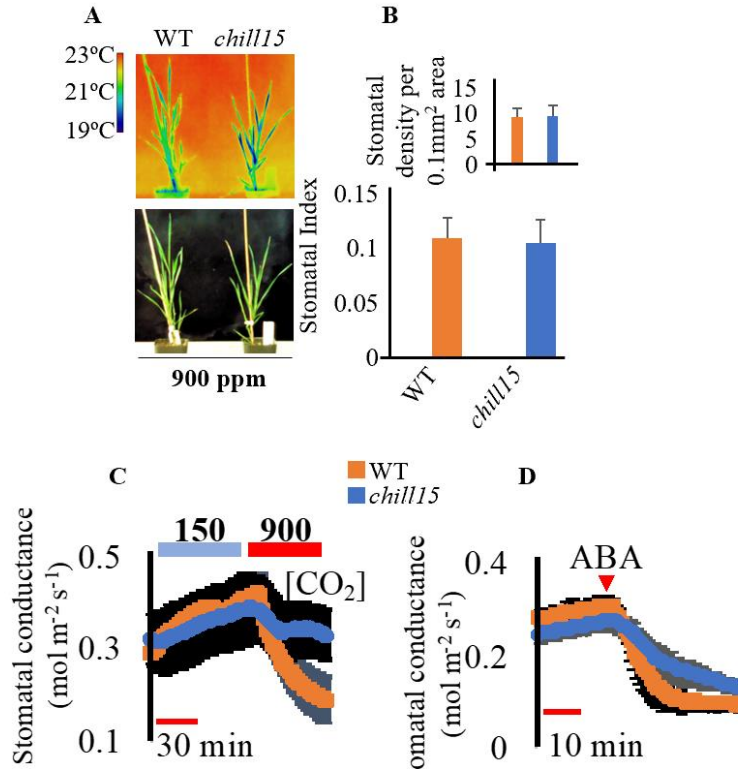 A
WT chill15
23ºC
21ºC
19ºC
900 ppm
B
Stomatal density per 0.1mm² area
15
10
5
0
Stomatal Index
0.15
0.1
0.05
0
WT
chill15
WT
chill15
C
Stomatal conductance
(mol m⁻² s⁻¹)
150 900
[CO₂]
0.5
0.3
0.1
30 min
D
omatal conductance
(mol m⁻² s⁻¹)
ABA
0.4
0.2
0
10 min